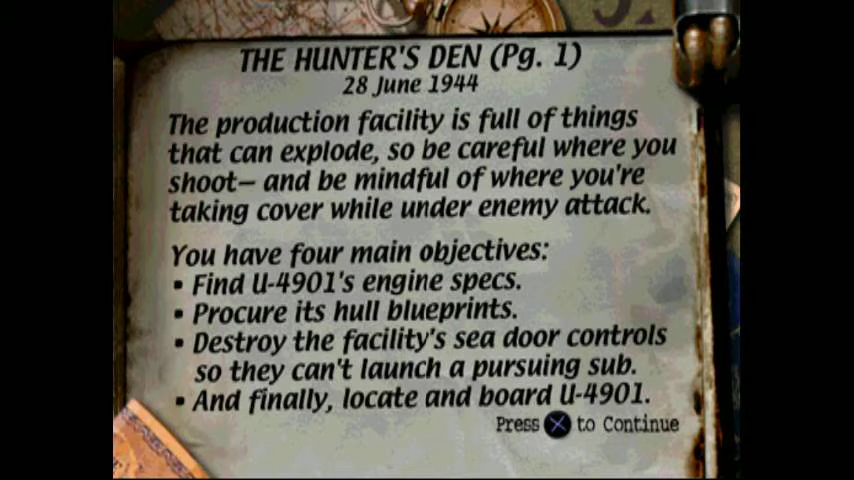 THE HUNTER'S DEN (Pg. 1)
28 June 1944
The production facility is full of things
that can explode, so be careful where you
shoot— and be mindful of where you're
taking cover while under enemy attack.
You have four main objectives:
▪ Find U-4901's engine specs.
▪ Procure its hull blueprints.
▪ Destroy the facility's sea door controls
so they can't launch a pursuing sub.
▪ And finally, locate and board U-4901.
Press ⓧ to Continue